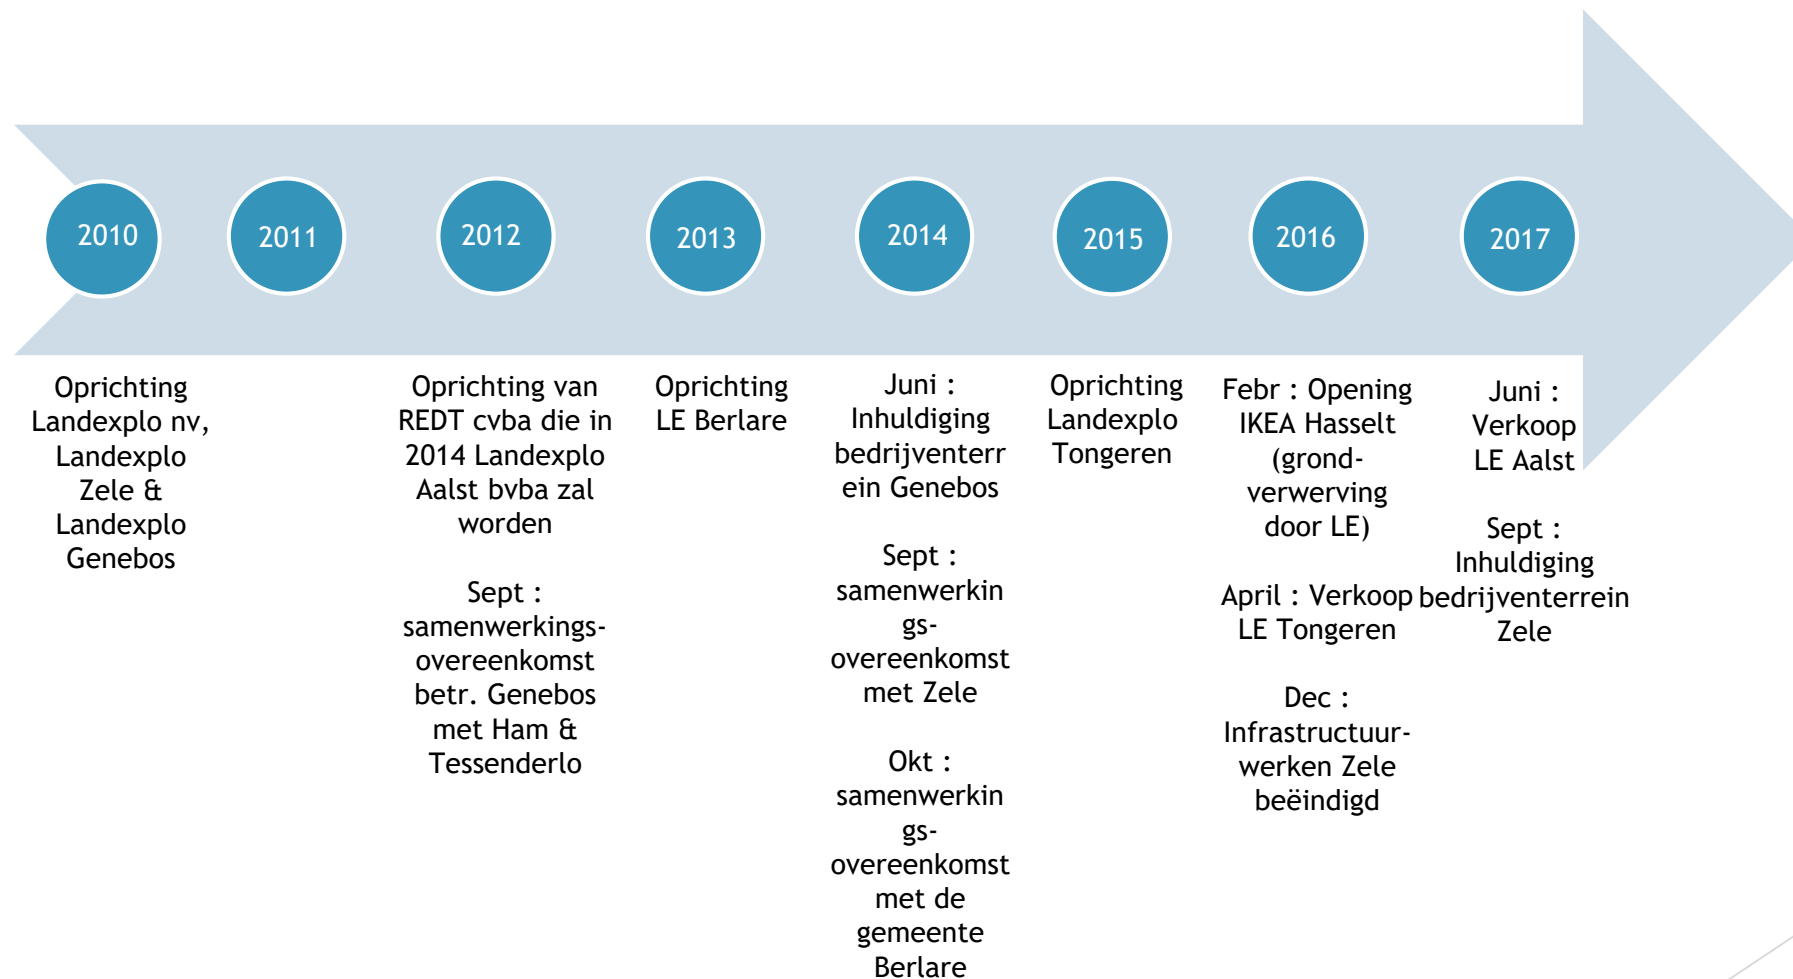 2010
2011
2012
2013
2014
2015
2016
2017
Oprichting
Landexplo nv,
Landexplo
Zele &
Landexplo
Genebos
Oprichting van
REDT cvba die in
2014 Landexplo
Aalst bvba zal
worden
Sept :
samenwerkings-
overeenkomst
betr. Genebos
met Ham &
Tessenderlo
Oprichting
LE Berlare
Juni :
Inhuldiging
bedrijventerr
ein Genebos
Sept :
samenwerkin
gs-
overeenkomst
met Zele
Okt :
samenwerkin
gs-
overeenkomst
met de
gemeente
Berlare
Oprichting
Landexplo
Tongeren
Febr : Opening
IKEA Hasselt
(grond-
verwerving
door LE)
April : Verkoop
LE Tongeren
Dec :
Infrastructuur-
werken Zele
beëindigd
Juni :
Verkoop
LE Aalst
Sept :
Inhuldiging
bedrijventerrein
Zele